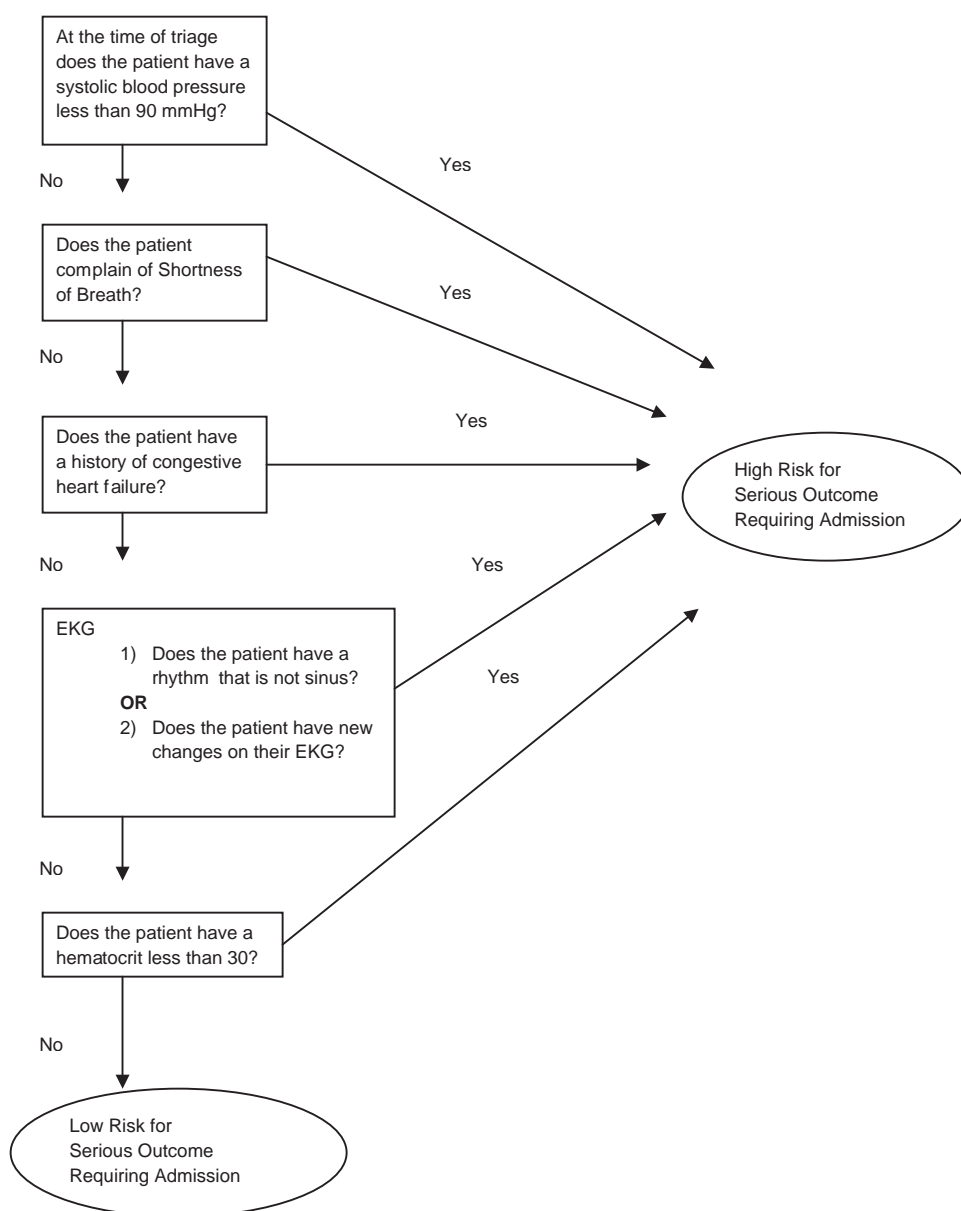 At the time of triage
does the patient have a
systolic blood pressure
less than 90 mmHg?
Yes
No
Does the patient
complain of Shortness
of Breath?
Yes
No
Does the patient have
a history of congestive
heart failure?
Yes
High Risk for
Serious Outcome
Requiring Admission
No
Yes
EKG
1) Does the patient have a
rhythm that is not sinus?
OR
2) Does the patient have new
changes on their EKG?
Yes
No
Does the patient have a
hematocrit less than 30?
No
Low Risk for
Serious Outcome
Requiring Admission